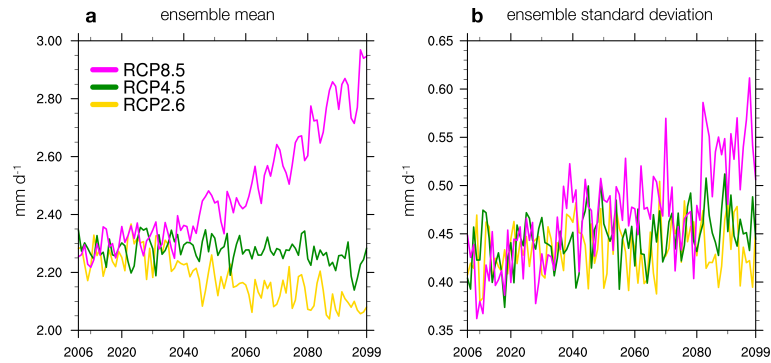 a ensemble mean
3.00
2.80
2.60
2.40
2.20
2.00
mm d-1
RCP8.5
RCP4.5
RCP2.6
2006 2020 2040 2060 2080 2099
b ensemble standard deviation
0.65
0.60
0.55
0.50
0.45
0.40
0.35
mm d-1
2006 2020 2040 2060 2080 2099